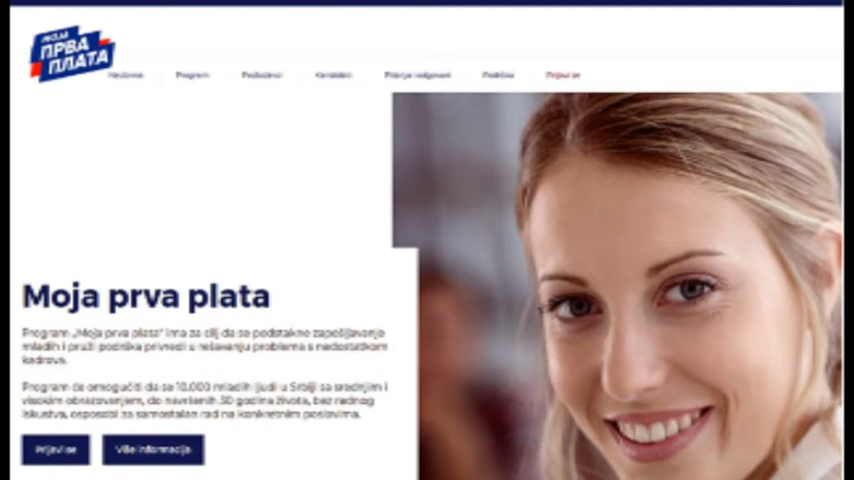 МОЈА
ПРВА
ПЛАТА
Naslovna Program Poslodavci Kandidati Pitanja i odgovori Podrška Prijavi se
Moja prva plata
Program „Moja prva plata" ima za cilj da se podstakne zapošljavanje
mladih i pruži podrška privredi u rešavanju problema s nedostatkom
kadrova.
Program će omogućiti da se 10.000 mladih ljudi u Srbiji sa srednjim i
visokim obrazovanjem, do navršenih 30 godina života, bez radnog
iskustva, osposobi za samostalan rad na konkretnim poslovima.
Prijavi se Više informacija